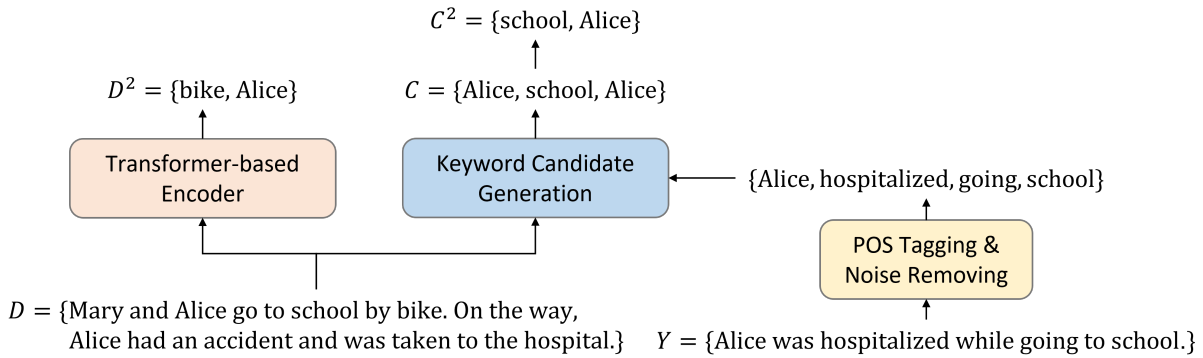 C² = {school, Alice}
D² = {bike, Alice}
C = {Alice, school, Alice}
Transformer-based
Encoder
Keyword Candidate
Generation
{Alice, hospitalized, going, school}
POS Tagging &
Noise Removing
D = {Mary and Alice go to school by bike. On the way,
Alice had an accident and was taken to the hospital.}
Y = {Alice was hospitalized while going to school.}